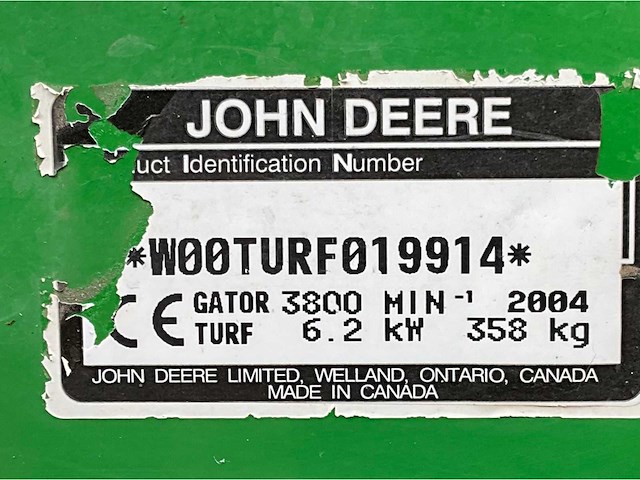 JOHN DEERE
uct Identification Number
*W00TURF019914*
CE GATOR 3800 MIN⁻¹ 2004
TURF 6.2 kW 358 kg
JOHN DEERE LIMITED, WELLAND, ONTARIO, CANADA
MADE IN CANADA